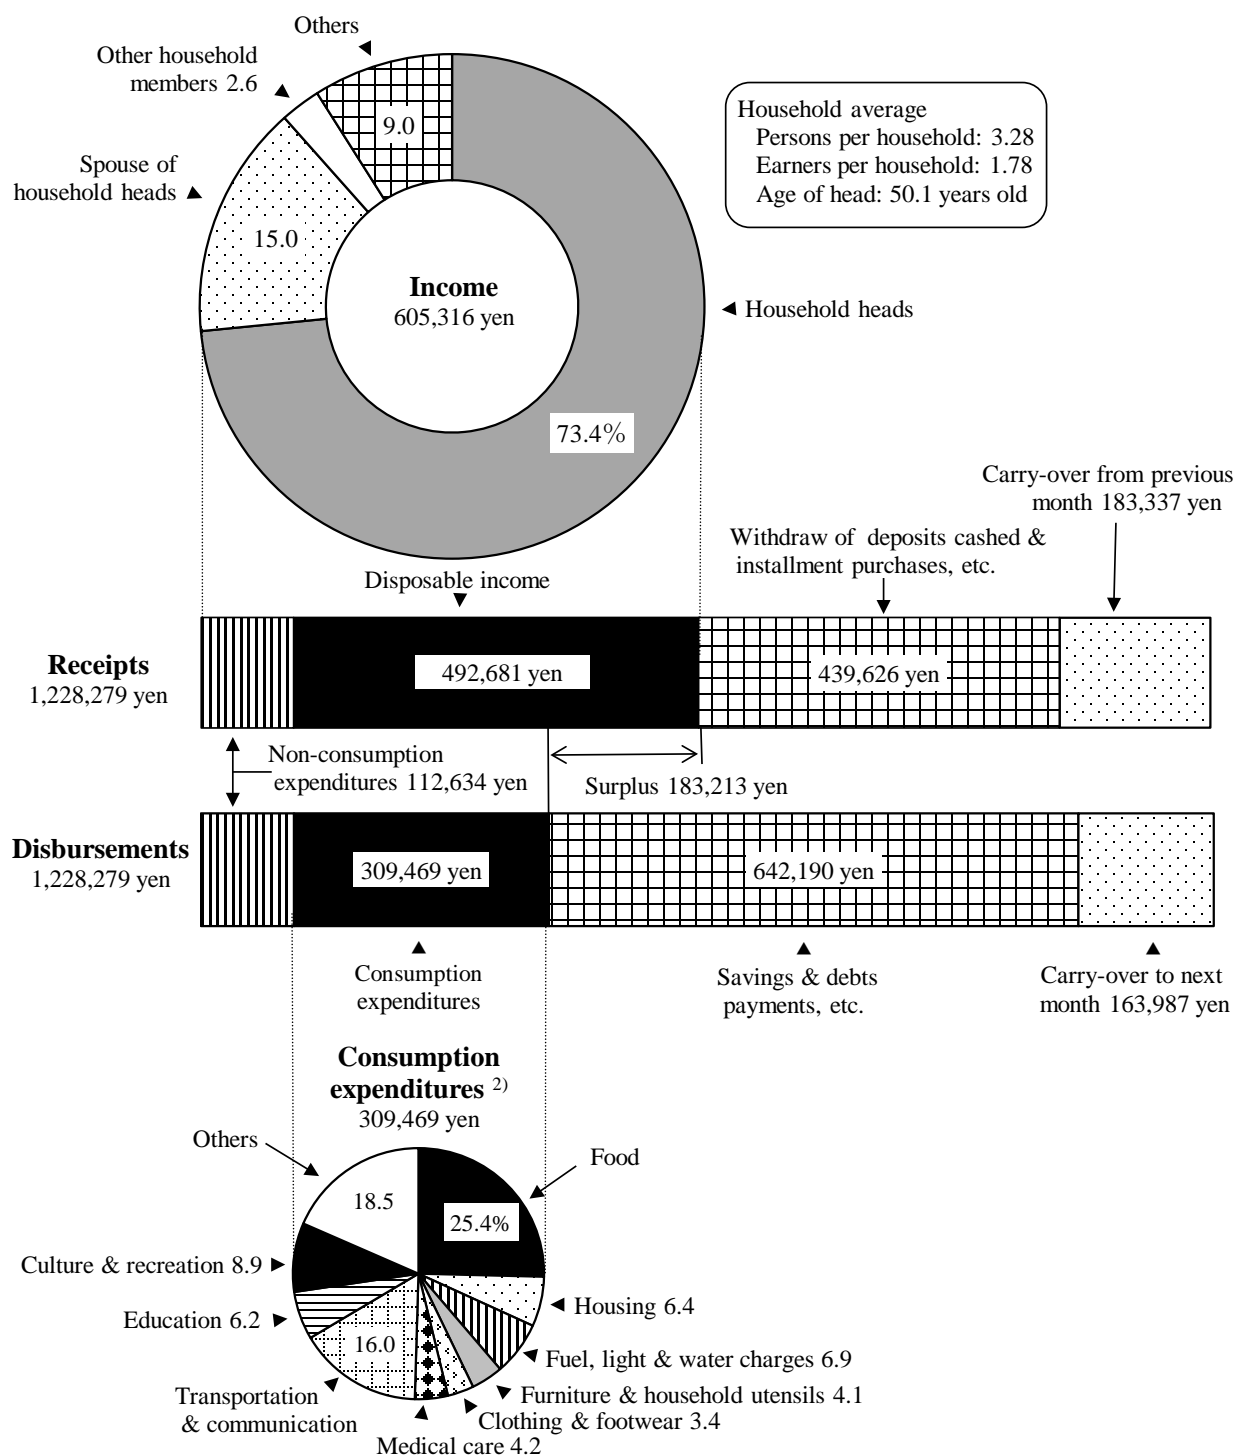 Others
Other household
members 2.6
9.0
Household average
Persons per household: 3.28
Earners per household: 1.78
Age of head: 50.1 years old
Spouse of
household heads
15.0
Income
605,316 yen
Household heads
73.4%
Carry-over from previous
month 183,337 yen
Withdraw of deposits cashed &
installment purchases, etc.
Disposable income
Receipts
1,228,279 yen
492,681 yen
439,626 yen
Non-consumption
expenditures 112,634 yen
Surplus 183,213 yen
Disbursements
1,228,279 yen
309,469 yen
642,190 yen
Consumption
expenditures
Savings & debts
payments, etc.
Carry-over to next
month 163,987 yen
Consumption
expenditures 2)
309,469 yen
Others
Food
18.5
25.4%
Culture & recreation 8.9
Housing 6.4
Education 6.2
16.0
Fuel, light & water charges 6.9
Transportation
& communication
Furniture & household utensils 4.1
Clothing & footwear 3.4
Medical care 4.2